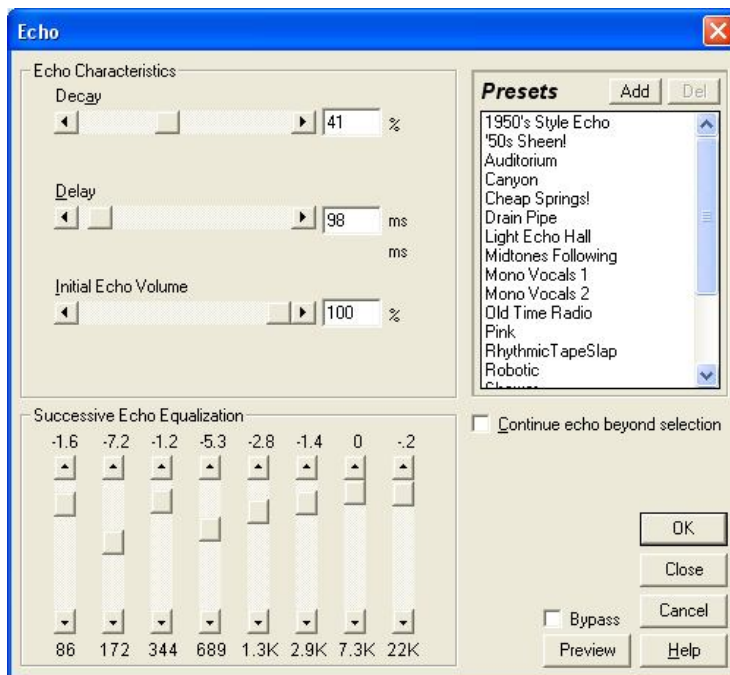 Echo
Echo Characteristics
Decay
41 %
Delay
98 ms
ms
Initial Echo Volume
100 %
Presets
Add
Del
1950's Style Echo
'50s Sheen!
Auditorium
Canyon
Cheap Springs!
Drain Pipe
Light Echo Hall
Midtones Following
Mono Vocals 1
Mono Vocals 2
Old Time Radio
Pink
RhythmicTapeSlap
Robotic
Successive Echo Equalization
-1.6 -7.2 -1.2 -5.3 -2.8 -1.4 0 -.2
86 172 344 689 1.3K 2.9K 7.3K 22K
Continue echo beyond selection
OK
Close
Bypass
Cancel
Preview
Help